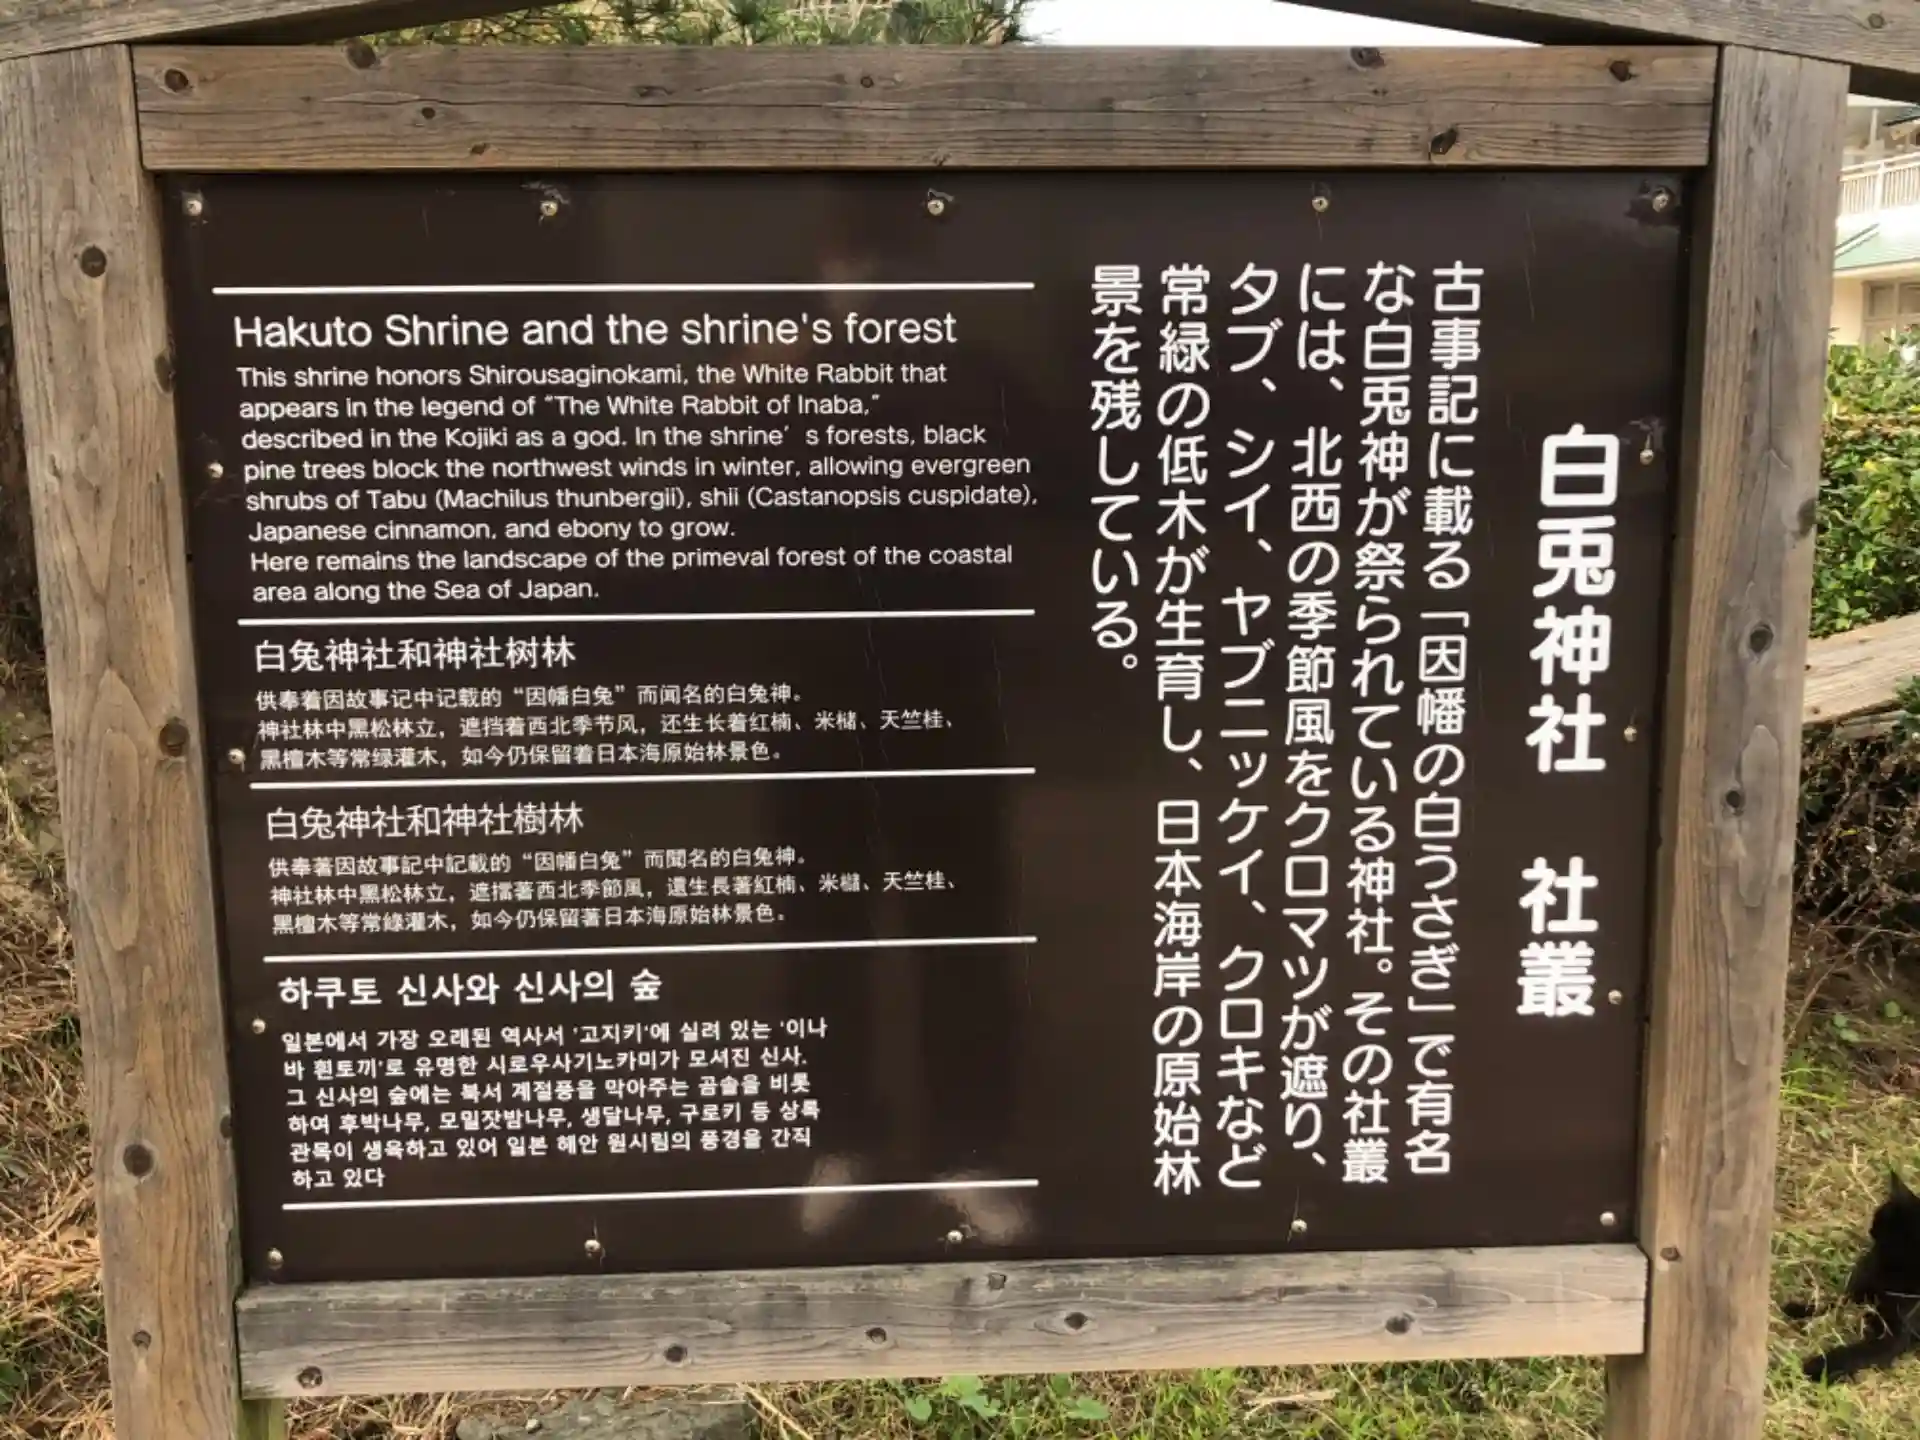 白兎神社　社叢
古事記に載る「因幡の白うさぎ」で有名
な白兎神が祭られている神社。その社叢
には、北西の季節風をクロマツが遮り、
タブ、シイ、ヤブニッケイ、クロキなど
常緑の低木が生育し、日本海岸の原始林
景を残している。
Hakuto Shrine and the shrine's forest
This shrine honors Shirousaginokami, the White Rabbit that
appears in the legend of "The White Rabbit of Inaba,"
described in the Kojiki as a god. In the shrine' s forests, black
pine trees block the northwest winds in winter, allowing evergreen
shrubs of Tabu (Machilus thunbergii), shii (Castanopsis cuspidate),
Japanese cinnamon, and ebony to grow.
Here remains the landscape of the primeval forest of the coastal
area along the Sea of Japan.
白兔神社和神社树林
供奉着因故事记中记载的“因幡白兔”而闻名的白兔神。
神社林中黑松林立，遮挡着西北季节风，还生长着红楠、米槠、天竺桂、
黑檀木等常绿灌木，如今仍保留着日本海原始林景色。
白兔神社和神社樹林
供奉著因故事記中記載的“因幡白兔”而聞名的白兔神。
神社林中黑松林立，遮擋著西北季節風，還生長著紅楠、米櫧、天竺桂、
黑檀木等常綠灌木，如今仍保留著日本海原始林景色。
하쿠토 신사와 신사의 숲
일본에서 가장 오래된 역사서 '고지키'에 실려 있는 '이나
바 흰토끼'로 유명한 시로우사기노카미가 모셔진 신사.
그 신사의 숲에는 북서 계절풍을 막아주는 곰솔을 비롯
하여 후박나무, 모밀잣밤나무, 생달나무, 구로키 등 상록
관목이 생육하고 있어 일본 해안 원시림의 풍경을 간직
하고 있다